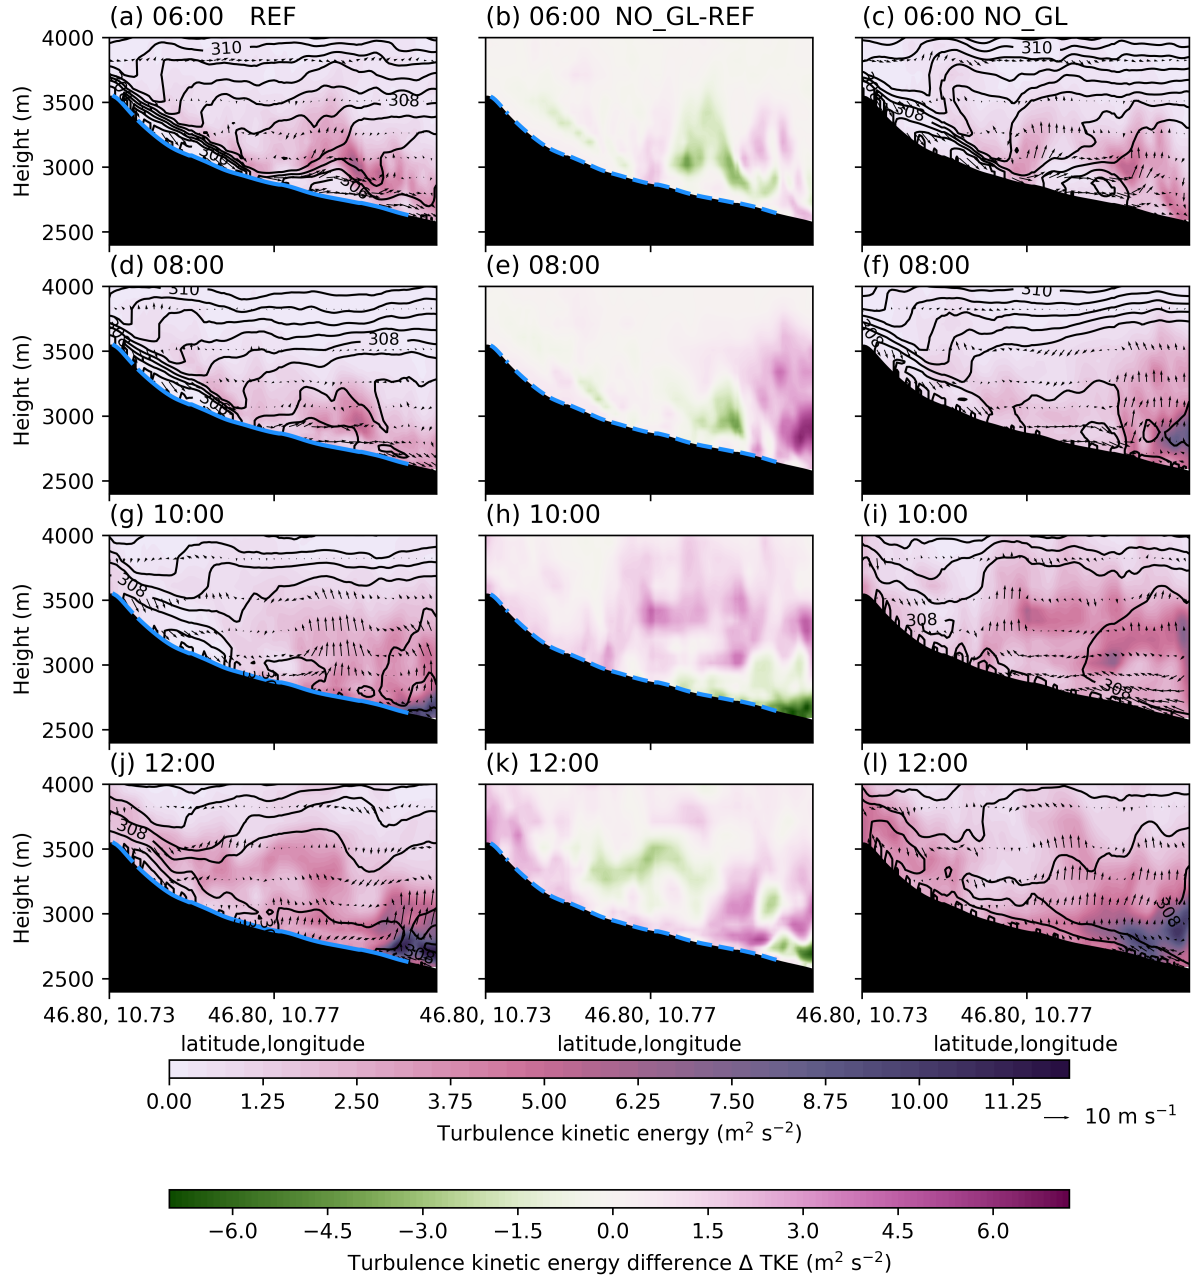 (a) 06:00 REF
(b) 06:00 NO_GL-REF
(c) 06:00 NO_GL
4000
3500
3000
2500
Height (m)
310
308
308
308
310
308
(d) 08:00
(e) 08:00
(f) 08:00
4000
3500
3000
2500
Height (m)
310
308
308
310
308
(g) 10:00
(h) 10:00
(i) 10:00
4000
3500
3000
2500
Height (m)
308
308
308
(j) 12:00
(k) 12:00
(l) 12:00
4000
3500
3000
2500
Height (m)
308
308
308
46.80, 10.73 46.80, 10.77
46.80, 10.73 46.80, 10.77
46.80, 10.73 46.80, 10.77
latitude,longitude
latitude,longitude
latitude,longitude
0.00 1.25 2.50 3.75 5.00 6.25 7.50 8.75 10.00 11.25
10 m s⁻¹
Turbulence kinetic energy (m² s⁻²)
−6.0 −4.5 −3.0 −1.5 0.0 1.5 3.0 4.5 6.0
Turbulence kinetic energy difference Δ TKE (m² s⁻²)